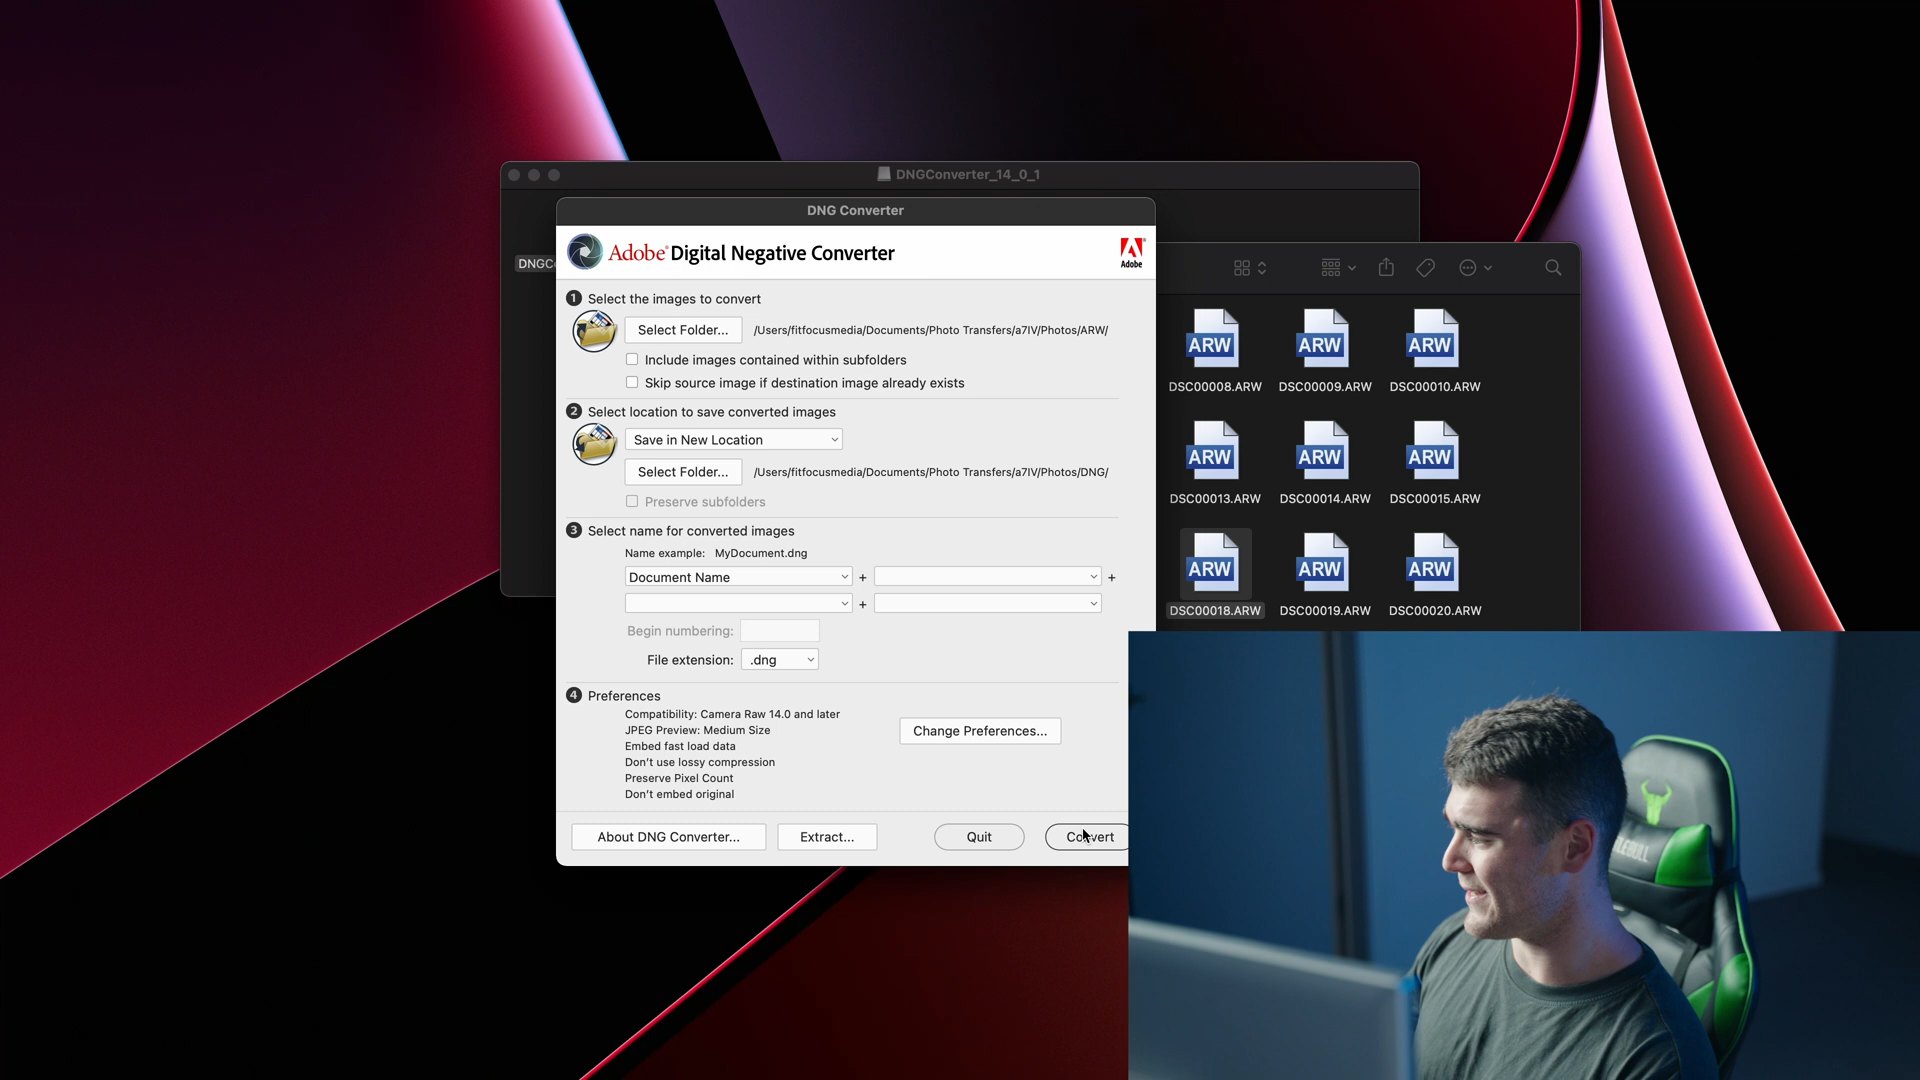 DNGConverter_14_0_1
DNG Converter
Adobe® Digital Negative Converter
Adobe
DNGC
1 Select the images to convert
Select Folder... /Users/fitfocusmedia/Documents/Photo Transfers/a7IV/Photos/ARW/
Include images contained within subfolders
Skip source image if destination image already exists
2 Select location to save converted images
Save in New Location
Select Folder... /Users/fitfocusmedia/Documents/Photo Transfers/a7IV/Photos/DNG/
Preserve subfolders
3 Select name for converted images
Name example: MyDocument.dng
Document Name + +
+
Begin numbering:
File extension: .dng
4 Preferences
Compatibility: Camera Raw 14.0 and later
JPEG Preview: Medium Size
Embed fast load data
Don't use lossy compression
Preserve Pixel Count
Don't embed original
Change Preferences...
About DNG Converter... Extract... Quit Convert
ARW ARW ARW
DSC00008.ARW DSC00009.ARW DSC00010.ARW
ARW ARW ARW
DSC00013.ARW DSC00014.ARW DSC00015.ARW
ARW ARW ARW
DSC00018.ARW DSC00019.ARW DSC00020.ARW